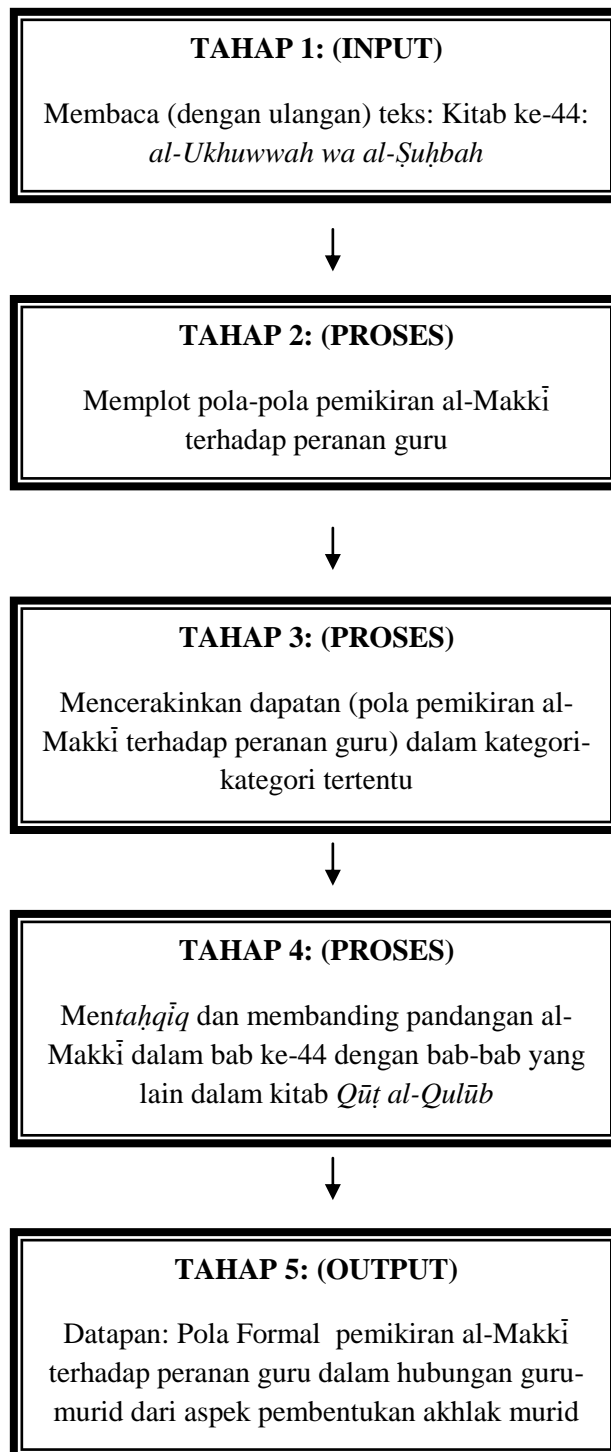 TAHAP 1: (INPUT)
Membaca (dengan ulangan) teks: Kitab ke-44:
al-Ukhuwwah wa al-Ṣuḥbah
TAHAP 2: (PROSES)
Memplot pola-pola pemikiran al-Makkī
terhadap peranan guru
TAHAP 3: (PROSES)
Mencerakinkan dapatan (pola pemikiran al-
Makkī terhadap peranan guru) dalam kategori-
kategori tertentu
TAHAP 4: (PROSES)
Mentaḥqīq dan membanding pandangan al-
Makkī dalam bab ke-44 dengan bab-bab yang
lain dalam kitab Qūṭ al-Qulūb
TAHAP 5: (OUTPUT)
Datapan: Pola Formal pemikiran al-Makkī
terhadap peranan guru dalam hubungan guru-
murid dari aspek pembentukan akhlak murid